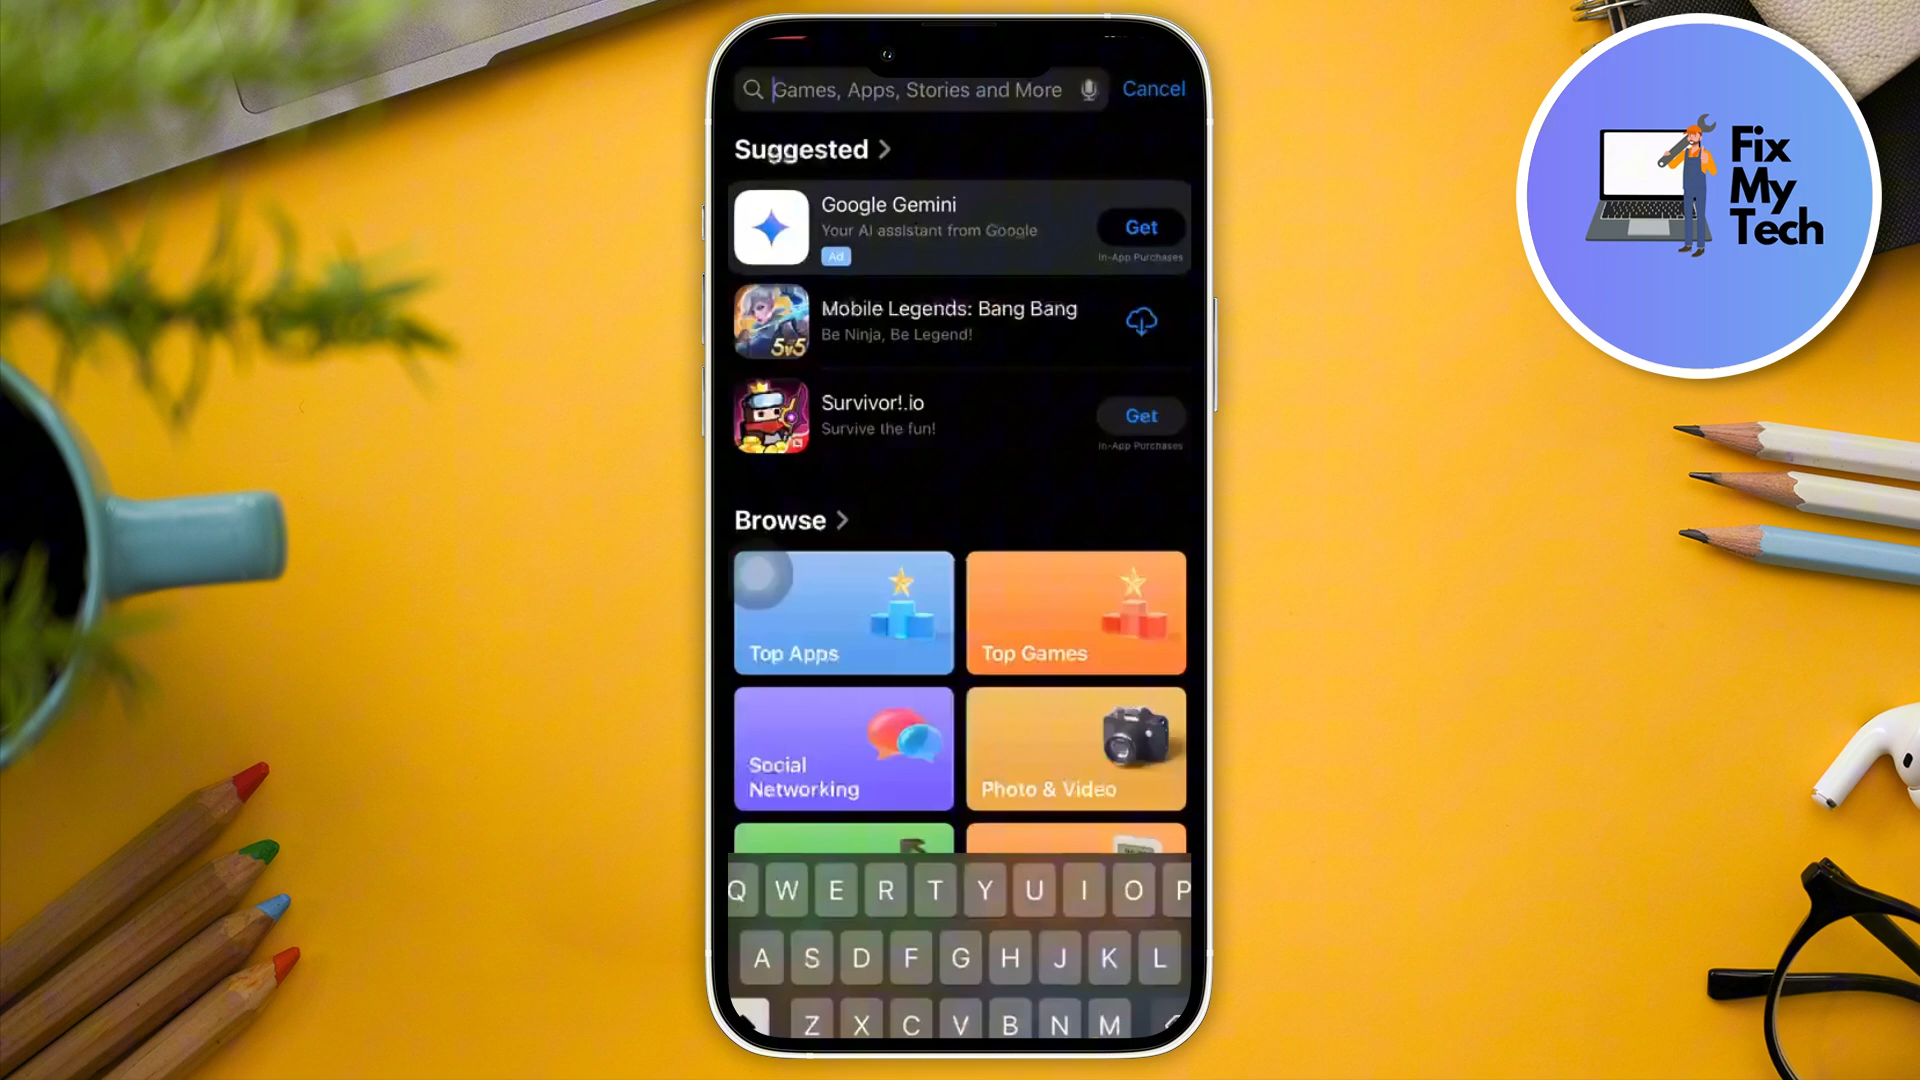 Games, Apps, Stories and More
Cancel
Suggested
Google Gemini
Your AI assistant from Google
Ad
Get
In-App Purchases
Mobile Legends: Bang Bang
Be Ninja, Be Legend!
5v5
Survivor!.io
Survive the fun!
Get
In-App Purchases
Browse
Top Apps
Top Games
Social
Networking
Photo & Video
Q W E R T Y U I O P
A S D F G H J K L
Z X C V B N M
Fix
My
Tech